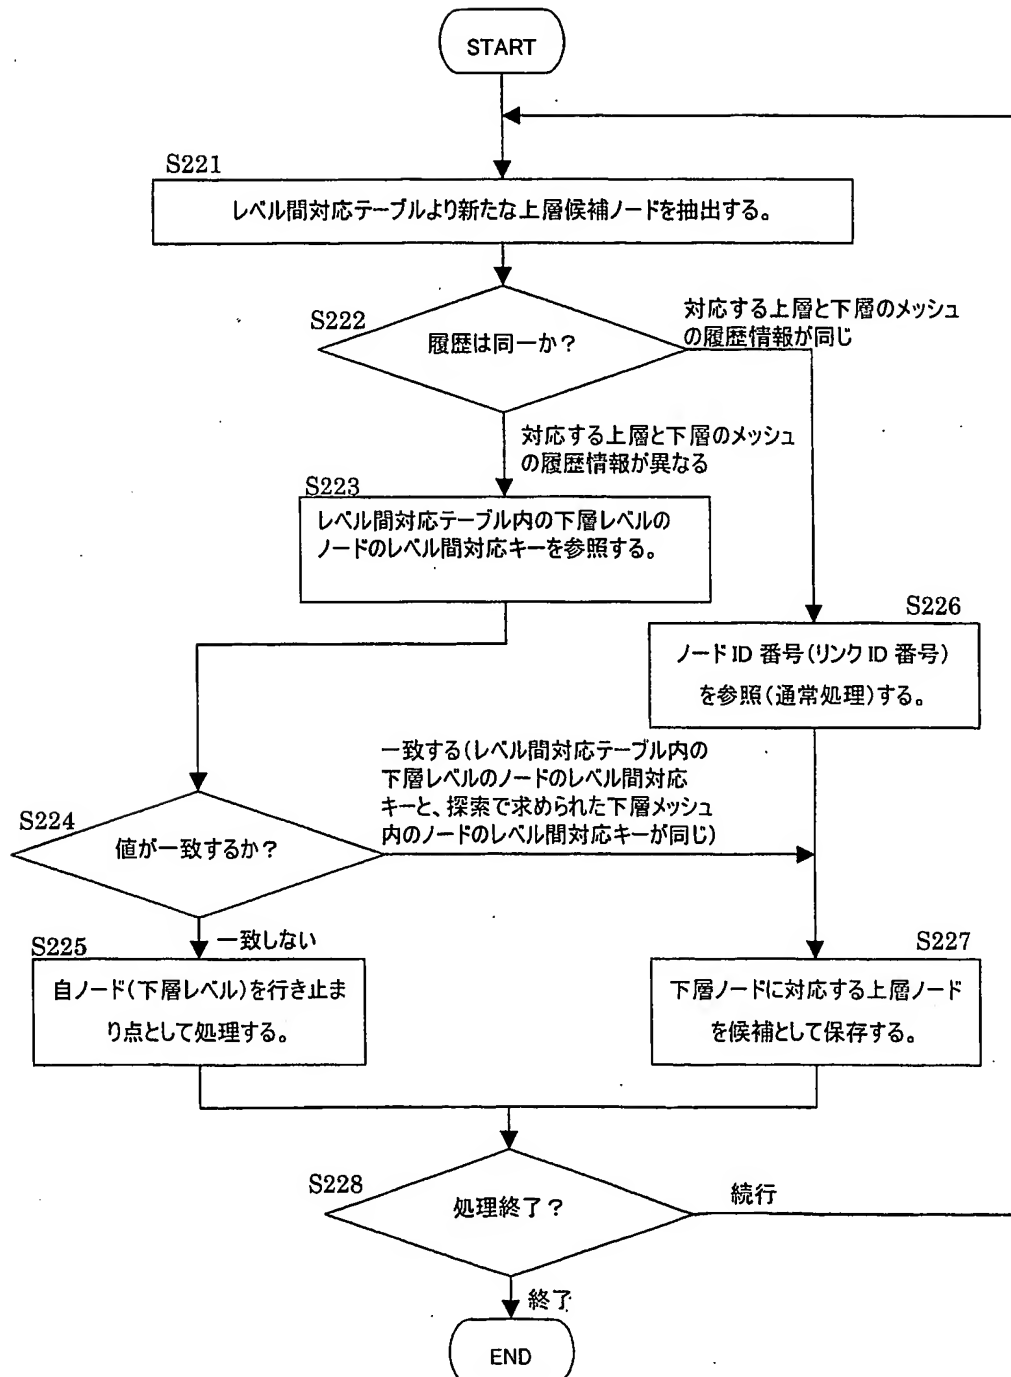 START
S221
レベル間対応テーブルより新たな上層候補ノードを抽出する。
S222
履歴は同一か？
対応する上層と下層のメッシュ
の履歴情報が同じ
対応する上層と下層のメッシュ
の履歴情報が異なる
S223
レベル間対応テーブル内の下層レベルの
ノードのレベル間対応キーを参照する。
S226
ノード ID 番号（リンク ID 番号）
を参照（通常処理）する。
一致する（レベル間対応テーブル内の
下層レベルのノードのレベル間対応
キーと、探索で求められた下層メッシュ
内のノードのレベル間対応キーが同じ）
S224
値が一致するか？
一致しない
S225
自ノード（下層レベル）を行き止ま
り点として処理する。
S227
下層ノードに対応する上層ノード
を候補として保存する。
S228
処理終了？
続行
終了
END